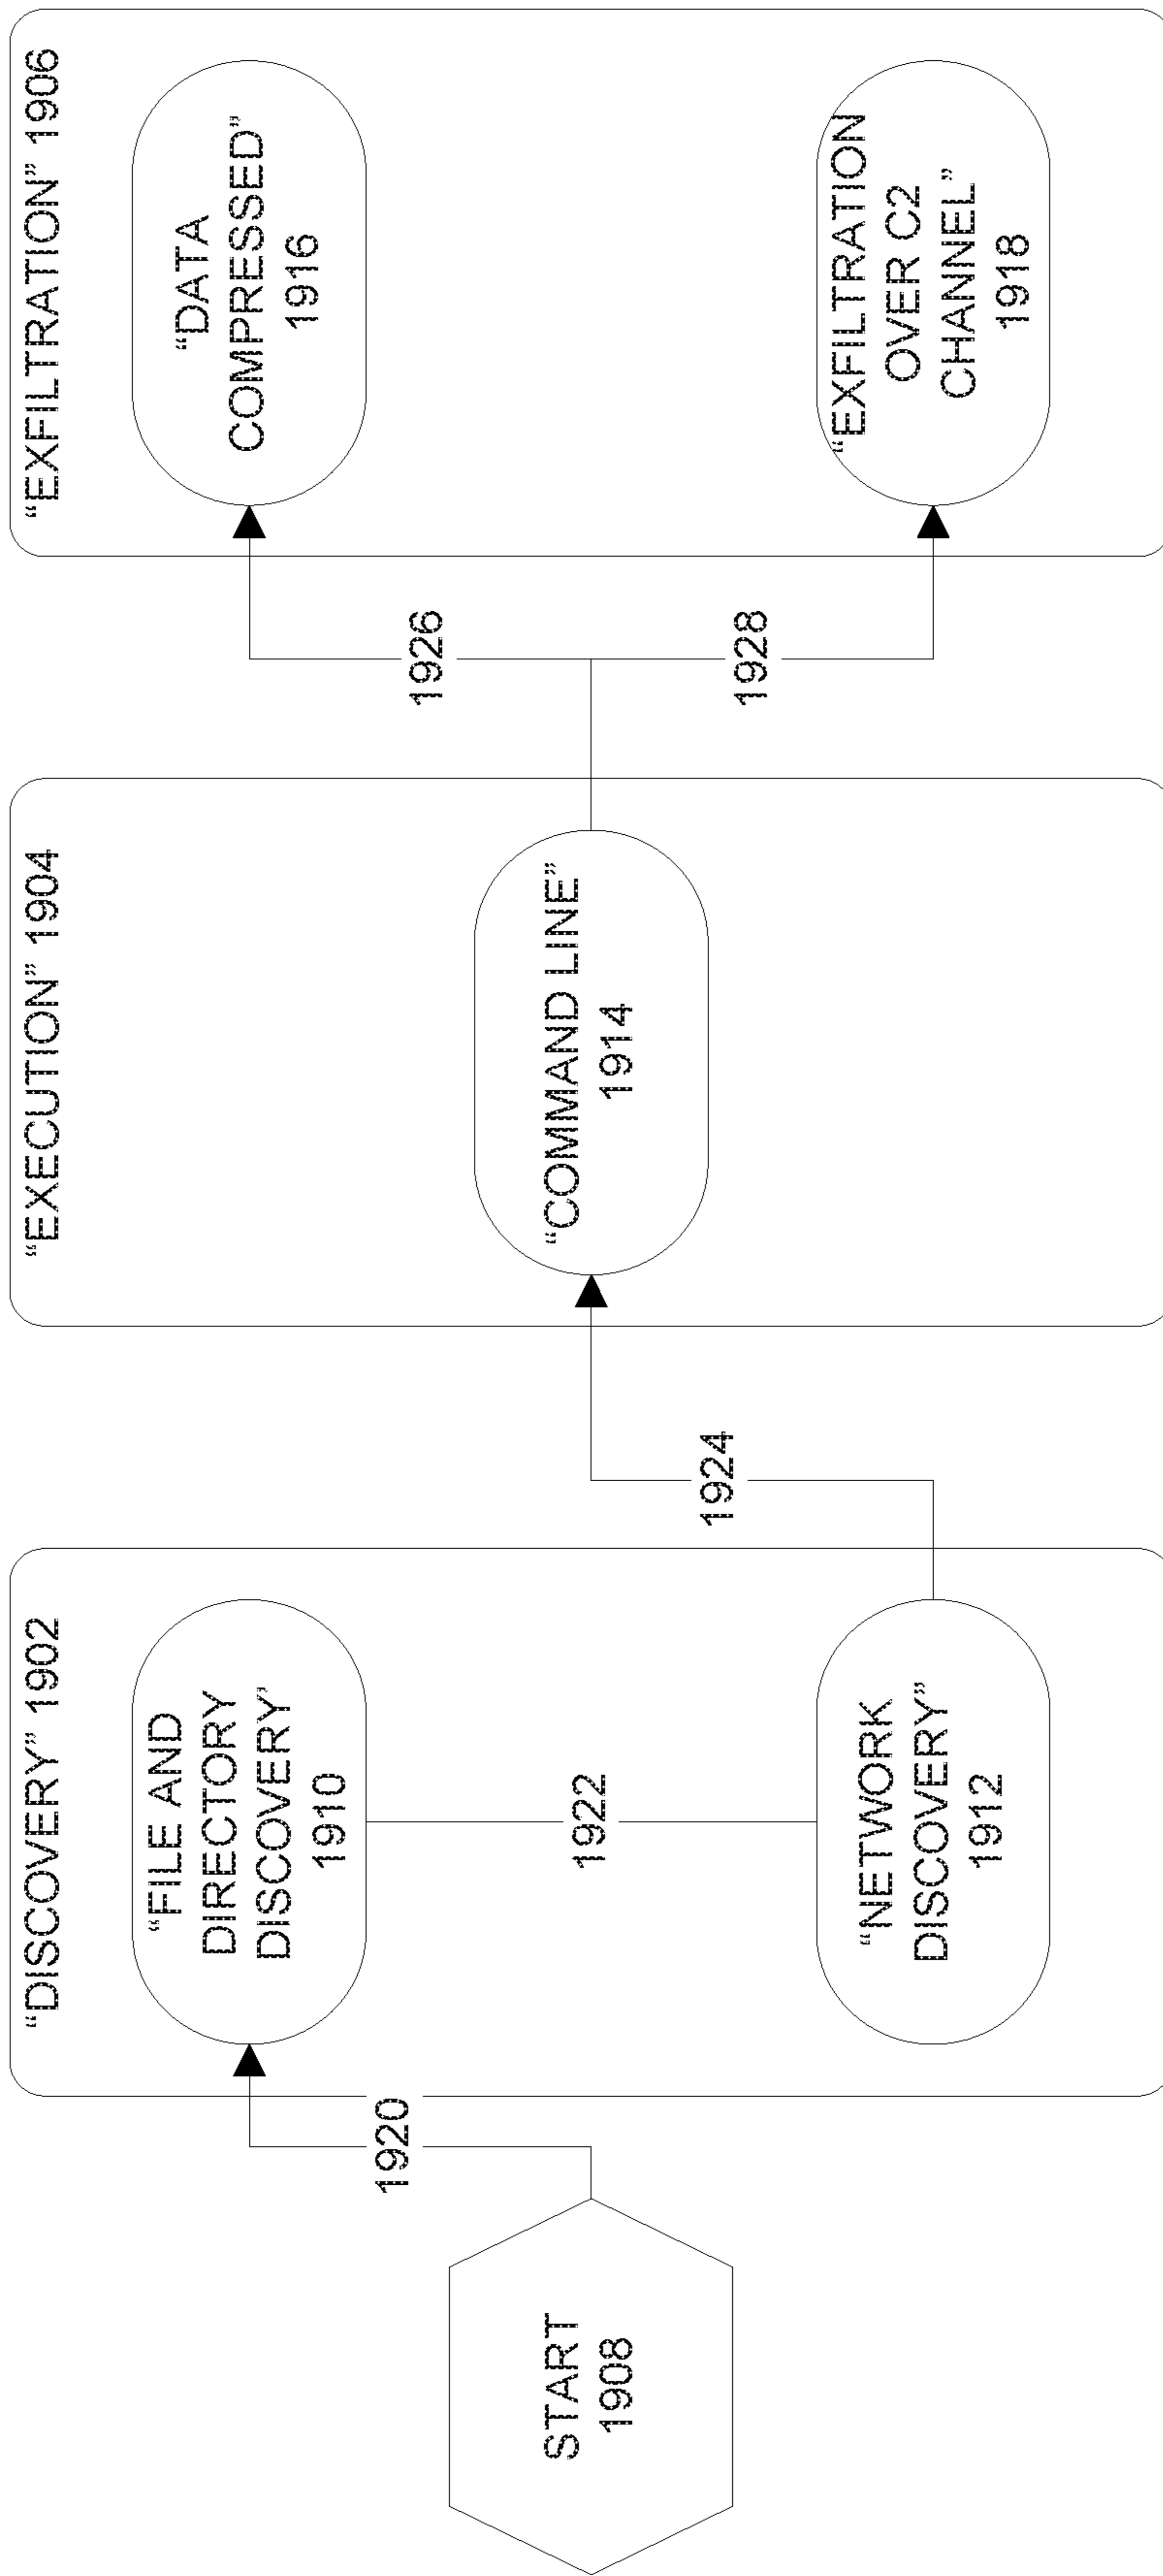 START
1908
1920
“DISCOVERY” 1902
“FILE AND
DIRECTORY
DISCOVERY’
1910
1922
“NETWORK
DISCOVERY”
1912
1924
“EXECUTION” 1904
“COMMAND LINE”
1914
1926
1928
“EXFILTRATION” 1906
“DATA
COMPRESSED”
1916
“EXFILTRATION
OVER C2
CHANNEL”
1918